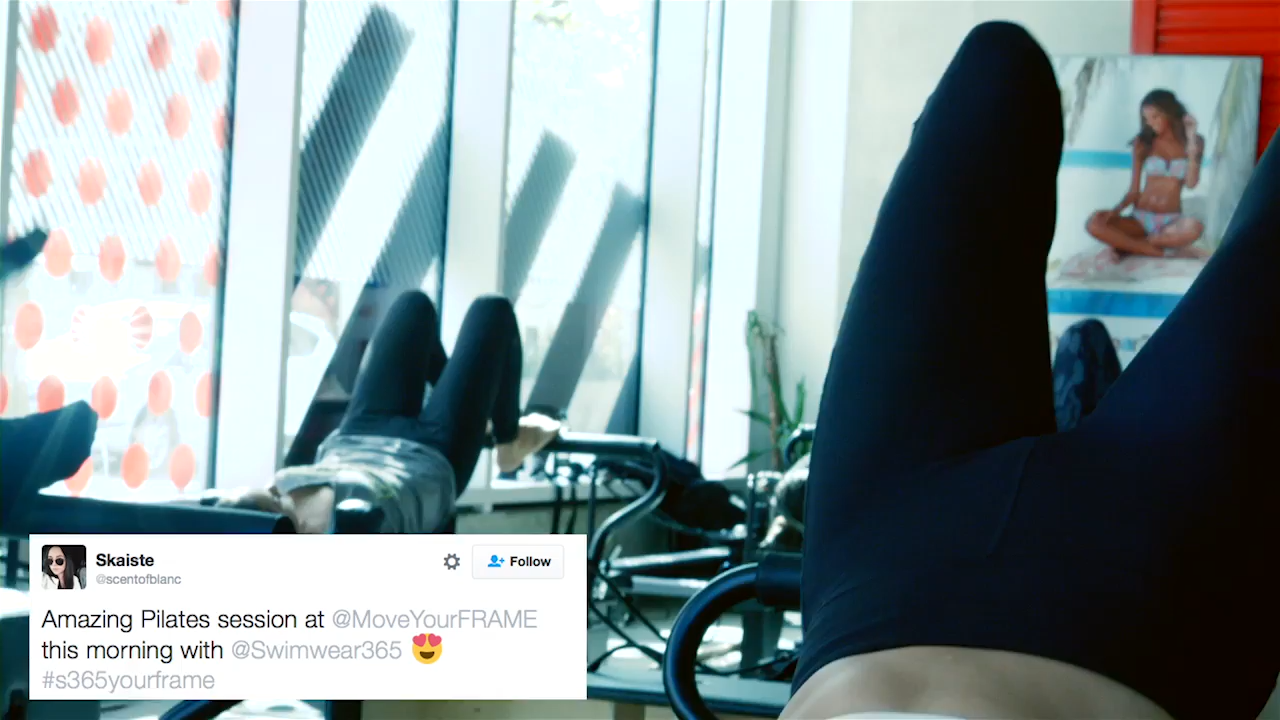 Skaiste
@scentofblanc
Follow
Amazing Pilates session at @MoveYourFRAME
this morning with @Swimwear365 😍
#s365yourframe